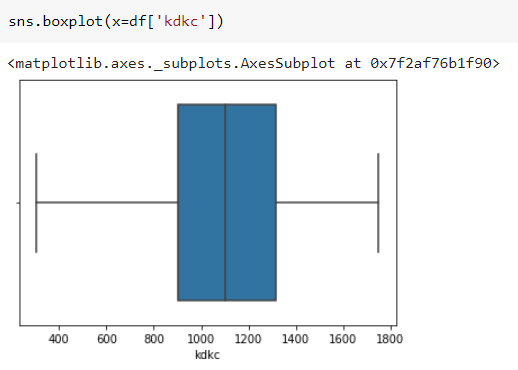 sns.boxplot(x=df['kdkc'])
<matplotlib.axes._subplots.AxesSubplot at 0x7f2af76b1f90>
400 600 800 1000 1200 1400 1600 1800
kdkc